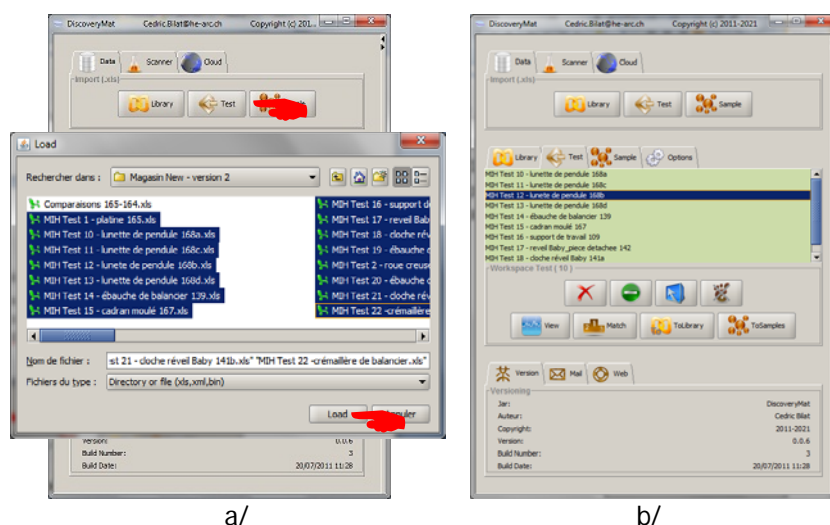 DiscoveryMat Cedric.Bilat@he-arc.ch Copyright (c) 201...
Data Scanner Cloud
Import (.xls)
Library Test
Load
Rechercher dans : Magasin New - version 2
Comparaisons 165-164.xls
MIH Test 1 - platine 165.xls
MIH Test 10 - lunette de pendule 168a.xls
MIH Test 11 - lunette de pendule 168c.xls
MIH Test 12 - lunette de pendule 168b.xls
MIH Test 13 - lunette de pendule 168d.xls
MIH Test 14 - ébauche de balancier 139.xls
MIH Test 15 - cadran moulé 167.xls
MIH Test 16 - support d
MIH Test 17 - reveil Bab
MIH Test 18 - cloche rév
MIH Test 19 - ébauche d
MIH Test 2 - roue creus
MIH Test 20 - ébauche d
MIH Test 21 - cloche rév
MIH Test 22 -crémaillère
Nom de fichier : st 21 - cloche réveil Baby 141b.xls" "MIH Test 22 -crémaillère de balancier.xls"
Fichiers du type : Directory or file (xls,xml,bin)
Load
Version: 0.0.6
Build Number: 3
Build Date: 20/07/2011 11:28
a/
DiscoveryMat Cedric.Bilat@he-arc.ch Copyright (c) 2011-2021
Data Scanner Cloud
Import (.xls)
Library Test Sample
Library Test Sample Options
MIH Test 10 - lunette de pendule 168a
MIH Test 11 - lunette de pendule 168c
MIH Test 12 - lunette de pendule 168b
MIH Test 13 - lunette de pendule 168d
MIH Test 14 - ébauche de balancier 139
MIH Test 15 - cadran moulé 167
MIH Test 16 - support de travail 109
MIH Test 17 - reveil Baby_piece detachee 142
MIH Test 18 - cloche réveil Baby 141a
Workspace Test ( 10 )
View Match ToLibrary ToSamples
Version Mail Web
Versioning
Jar: DiscoveryMat
Auteur: Cedric Bilat
Copyright: 2011-2021
Version: 0.0.6
Build Number: 3
Build Date: 20/07/2011 11:28
b/